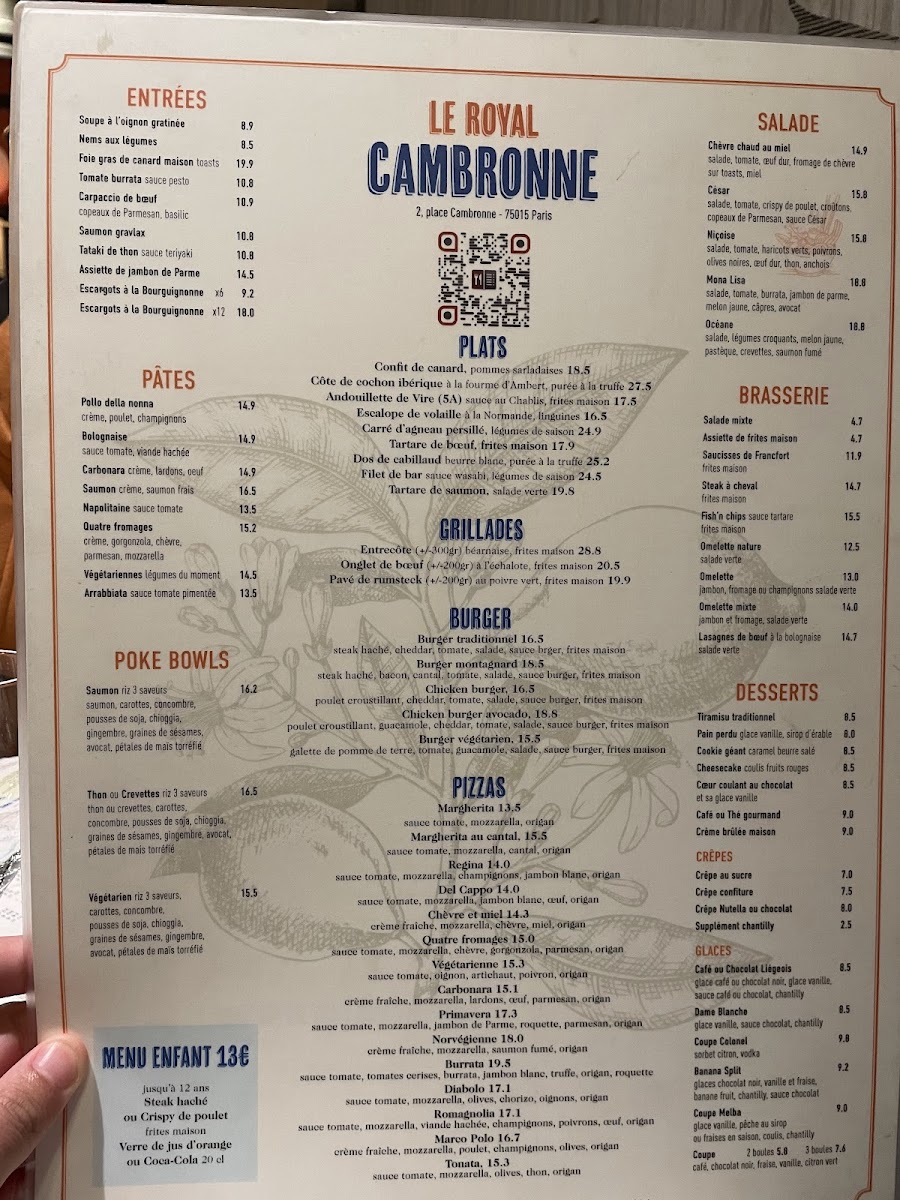 ENTRÉES
Soupe à l'oignon gratinée 8.9
Nems aux légumes 8.5
Foie gras de canard maison toasts 19.9
Tomate burrata sauce pesto 10.8
Carpaccio de bœuf 10.9
copeaux de Parmesan, basilic
Saumon gravlax 10.8
Tataki de thon sauce teriyaki 10.8
Assiette de jambon de Parme 14.5
Escargots à la Bourguignonne x6 9.2
Escargots à la Bourguignonne x12 18.0
PÂTES
Pollo della nonna 14.9
crème, poulet, champignons
Bolognaise 14.9
sauce tomate, viande hachée
Carbonara crème, lardons, oeuf 14.9
Saumon crème, saumon frais 16.5
Napolitaine sauce tomate 13.5
Quatre fromages 15.2
crème, gorgonzola, chèvre,
parmesan, mozzarella
Végétariennes légumes du moment 14.5
Arrabbiata sauce tomate pimentée 13.5
POKE BOWLS
Saumon riz 3 saveurs 16.2
saumon, carottes, concombre,
pousses de soja, chioggia,
gingembre, graines de sésames,
avocat, pétales de maïs torréfié
Thon ou Crevettes riz 3 saveurs 16.5
thon ou crevettes, carottes,
concombre, pousses de soja, chioggia,
graines de sésames, gingembre, avocat,
pétales de maïs torréfié
Végétarien riz 3 saveurs, 15.5
carottes, concombre,
pousses de soja, chioggia,
graines de sésames, gingembre,
avocat, pétales de maïs torréfié
MENU ENFANT 13€
jusqu'à 12 ans
Steak haché
ou Crispy de poulet
frites maison
Verre de jus d'orange
ou Coca-Cola 20 cl
LE ROYAL
CAMBRONNE
2, place Cambronne - 75015 Paris
PLATS
Confit de canard, pommes sarladaises 18.5
Côte de cochon ibérique à la fourme d'Ambert, purée à la truffe 27.5
Andouillette de Vire (5A) sauce au Chablis, frites maison 17.5
Escalope de volaille à la Normande, linguines 16.5
Carré d'agneau persillé, légumes de saison 24.9
Tartare de bœuf, frites maison 17.9
Dos de cabillaud beurre blanc, purée à la truffe 25.2
Filet de bar sauce wasabi, légumes de saison 24.5
Tartare de saumon, salade verte 19.8
GRILLADES
Entrecôte (+/-300gr) béarnaise, frites maison 28.8
Onglet de bœuf (+/-200gr) à l'échalote, frites maison 20.5
Pavé de rumsteck (+/-200gr) au poivre vert, frites maison 19.9
BURGER
Burger traditionnel 16.5
steak haché, cheddar, tomate, salade, sauce brger, frites maison
Burger montagnard 18.5
steak haché, bacon, cantal, tomate, salade, sauce burger, frites maison
Chicken burger, 16.5
poulet croustillant, cheddar, tomate, salade, sauce burger, frites maison
Chicken burger avocado, 18.8
poulet croustillant, guacamole, cheddar, tomate, salade, sauce burger, frites maison
Burger végétarien, 15.5
galette de pomme de terre, tomate, guacamole, salade, sauce burger, frites maison
PIZZAS
Margherita 13.5
sauce tomate, mozzarella, origan
Margherita au cantal, 15.5
sauce tomate, mozzarella, cantal, origan
Regina 14.0
sauce tomate, mozzarella, champignons, jambon blanc, origan
Del Cappo 14.0
sauce tomate, mozzarella, jambon blanc, œuf, origan
Chèvre et miel 14.3
crème fraîche, mozzarella, chèvre, miel, origan
Quatre fromages 15.0
sauce tomate, mozzarella, chèvre, gorgonzola, parmesan, origan
Végétarienne 15.3
sauce tomate, oignon, artichaut, poivron, origan
Carbonara 15.1
crème fraîche, mozzarella, lardons, œuf, parmesan, origan
Primavera 17.3
sauce tomate, mozzarella, jambon de Parme, roquette, parmesan, origan
Norvégienne 18.0
crème fraîche, mozzarella, saumon fumé, origan
Burrata 19.5
sauce tomate, tomates cerises, burrata, jambon blanc, truffe, origan, roquette
Diabolo 17.1
sauce tomate, mozzarella, olives, chorizo, oignons, origan
Romagnolia 17.1
sauce tomate, mozzarella, viande hachée, champignons, poivrons, œuf, origan
Marco Polo 16.7
crème fraîche, mozzarella, poulet, champignons, olives, origan
Tonata, 15.3
sauce tomate, mozzarella, olives, thon, origan
SALADE
Chèvre chaud au miel 14.9
salade, tomate, œuf dur, fromage de chèvre
sur toasts, miel
César 15.8
salade, tomate, crispy de poulet, croûtons,
copeaux de Parmesan, sauce César
Niçoise 15.8
salade, tomate, haricots verts, poivrons,
olives noires, œuf dur, thon, anchois
Mona Lisa 18.8
salade, tomate, burrata, jambon de parme,
melon jaune, câpres, avocat
Océane 18.8
salade, légumes croquants, melon jaune,
pastèque, crevettes, saumon fumé
BRASSERIE
Salade mixte 4.7
Assiette de frites maison 4.7
Saucisses de Francfort 11.9
frites maison
Steak à cheval 14.7
frites maison
Fish'n chips sauce tartare 15.5
frites maison
Omelette nature 12.5
salade verte
Omelette 13.0
jambon, fromage ou champignons salade verte
Omelette mixte 14.0
jambon et fromage, salade verte
Lasagnes de bœuf à la bolognaise 14.7
salade verte
DESSERTS
Tiramisu traditionnel 8.5
Pain perdu glace vanille, sirop d'érable 8.0
Cookie géant caramel beurre salé 8.5
Cheesecake coulis fruits rouges 8.5
Cœur coulant au chocolat 8.5
et sa glace vanille
Café ou Thé gourmand 9.0
Crème brûlée maison 9.0
CRÊPES
Crêpe au sucre 7.0
Crêpe confiture 7.5
Crêpe Nutella ou chocolat 8.0
Supplément chantilly 2.5
GLACES
Café ou Chocolat Liégeois 8.5
glace café ou chocolat noir, glace vanille,
sauce café ou chocolat, chantilly
Dame Blanche 8.5
glace vanille, sauce chocolat, chantilly
Coupe Colonel 9.8
sorbet citron, vodka
Banana Split 9.2
glaces chocolat noir, vanille et fraise,
banane fruit, chantilly, sauce chocolat
Coupe Melba 9.0
glace vanille, pêche au sirop
ou fraises en saison, coulis, chantilly
Coupe 2 boules 5.8 3 boules 7.6
café, chocolat noir, fraise, vanille, citron vert